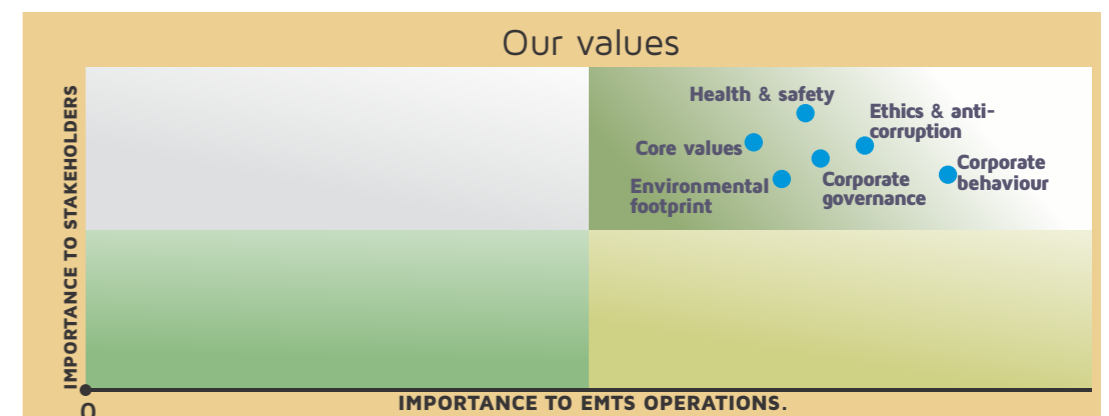 Our values
IMPORTANCE TO STAKEHOLDERS
Health & safety
Ethics & anti-
corruption
Core values
Corporate
behaviour
Environmental
footprint
Corporate
governance
0
IMPORTANCE TO EMTS OPERATIONS.